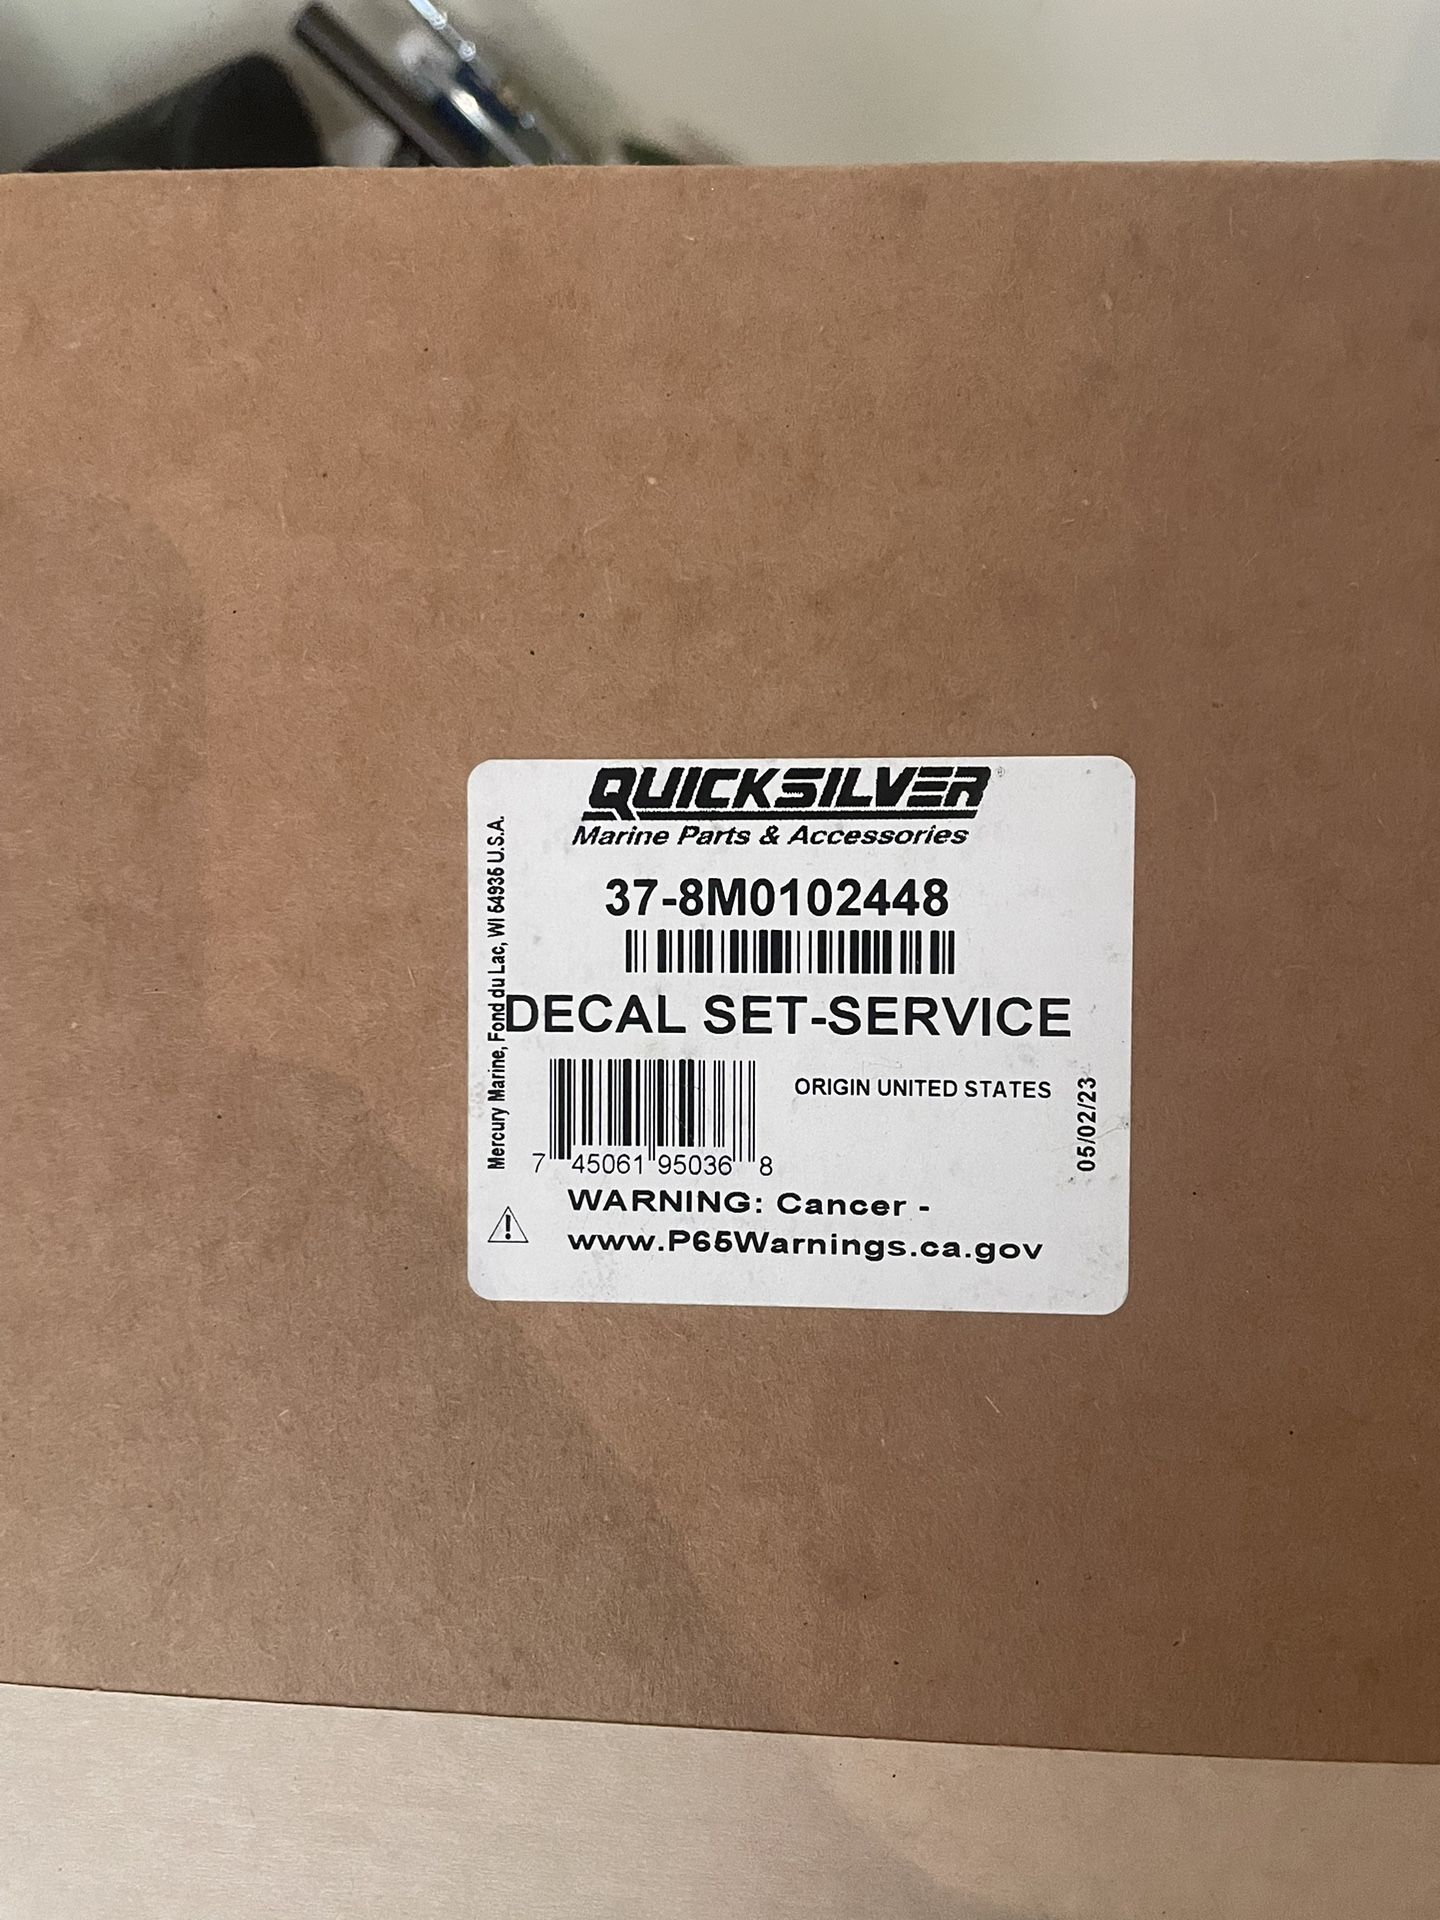 QUICKSILVER®
Marine Parts & Accessories
37-8M0102448
DECAL SET-SERVICE
ORIGIN UNITED STATES
7 45061 95036 8
05/02/23
Mercury Marine, Fond du Lac, WI 54935 U.S.A.
WARNING: Cancer -
www.P65Warnings.ca.gov